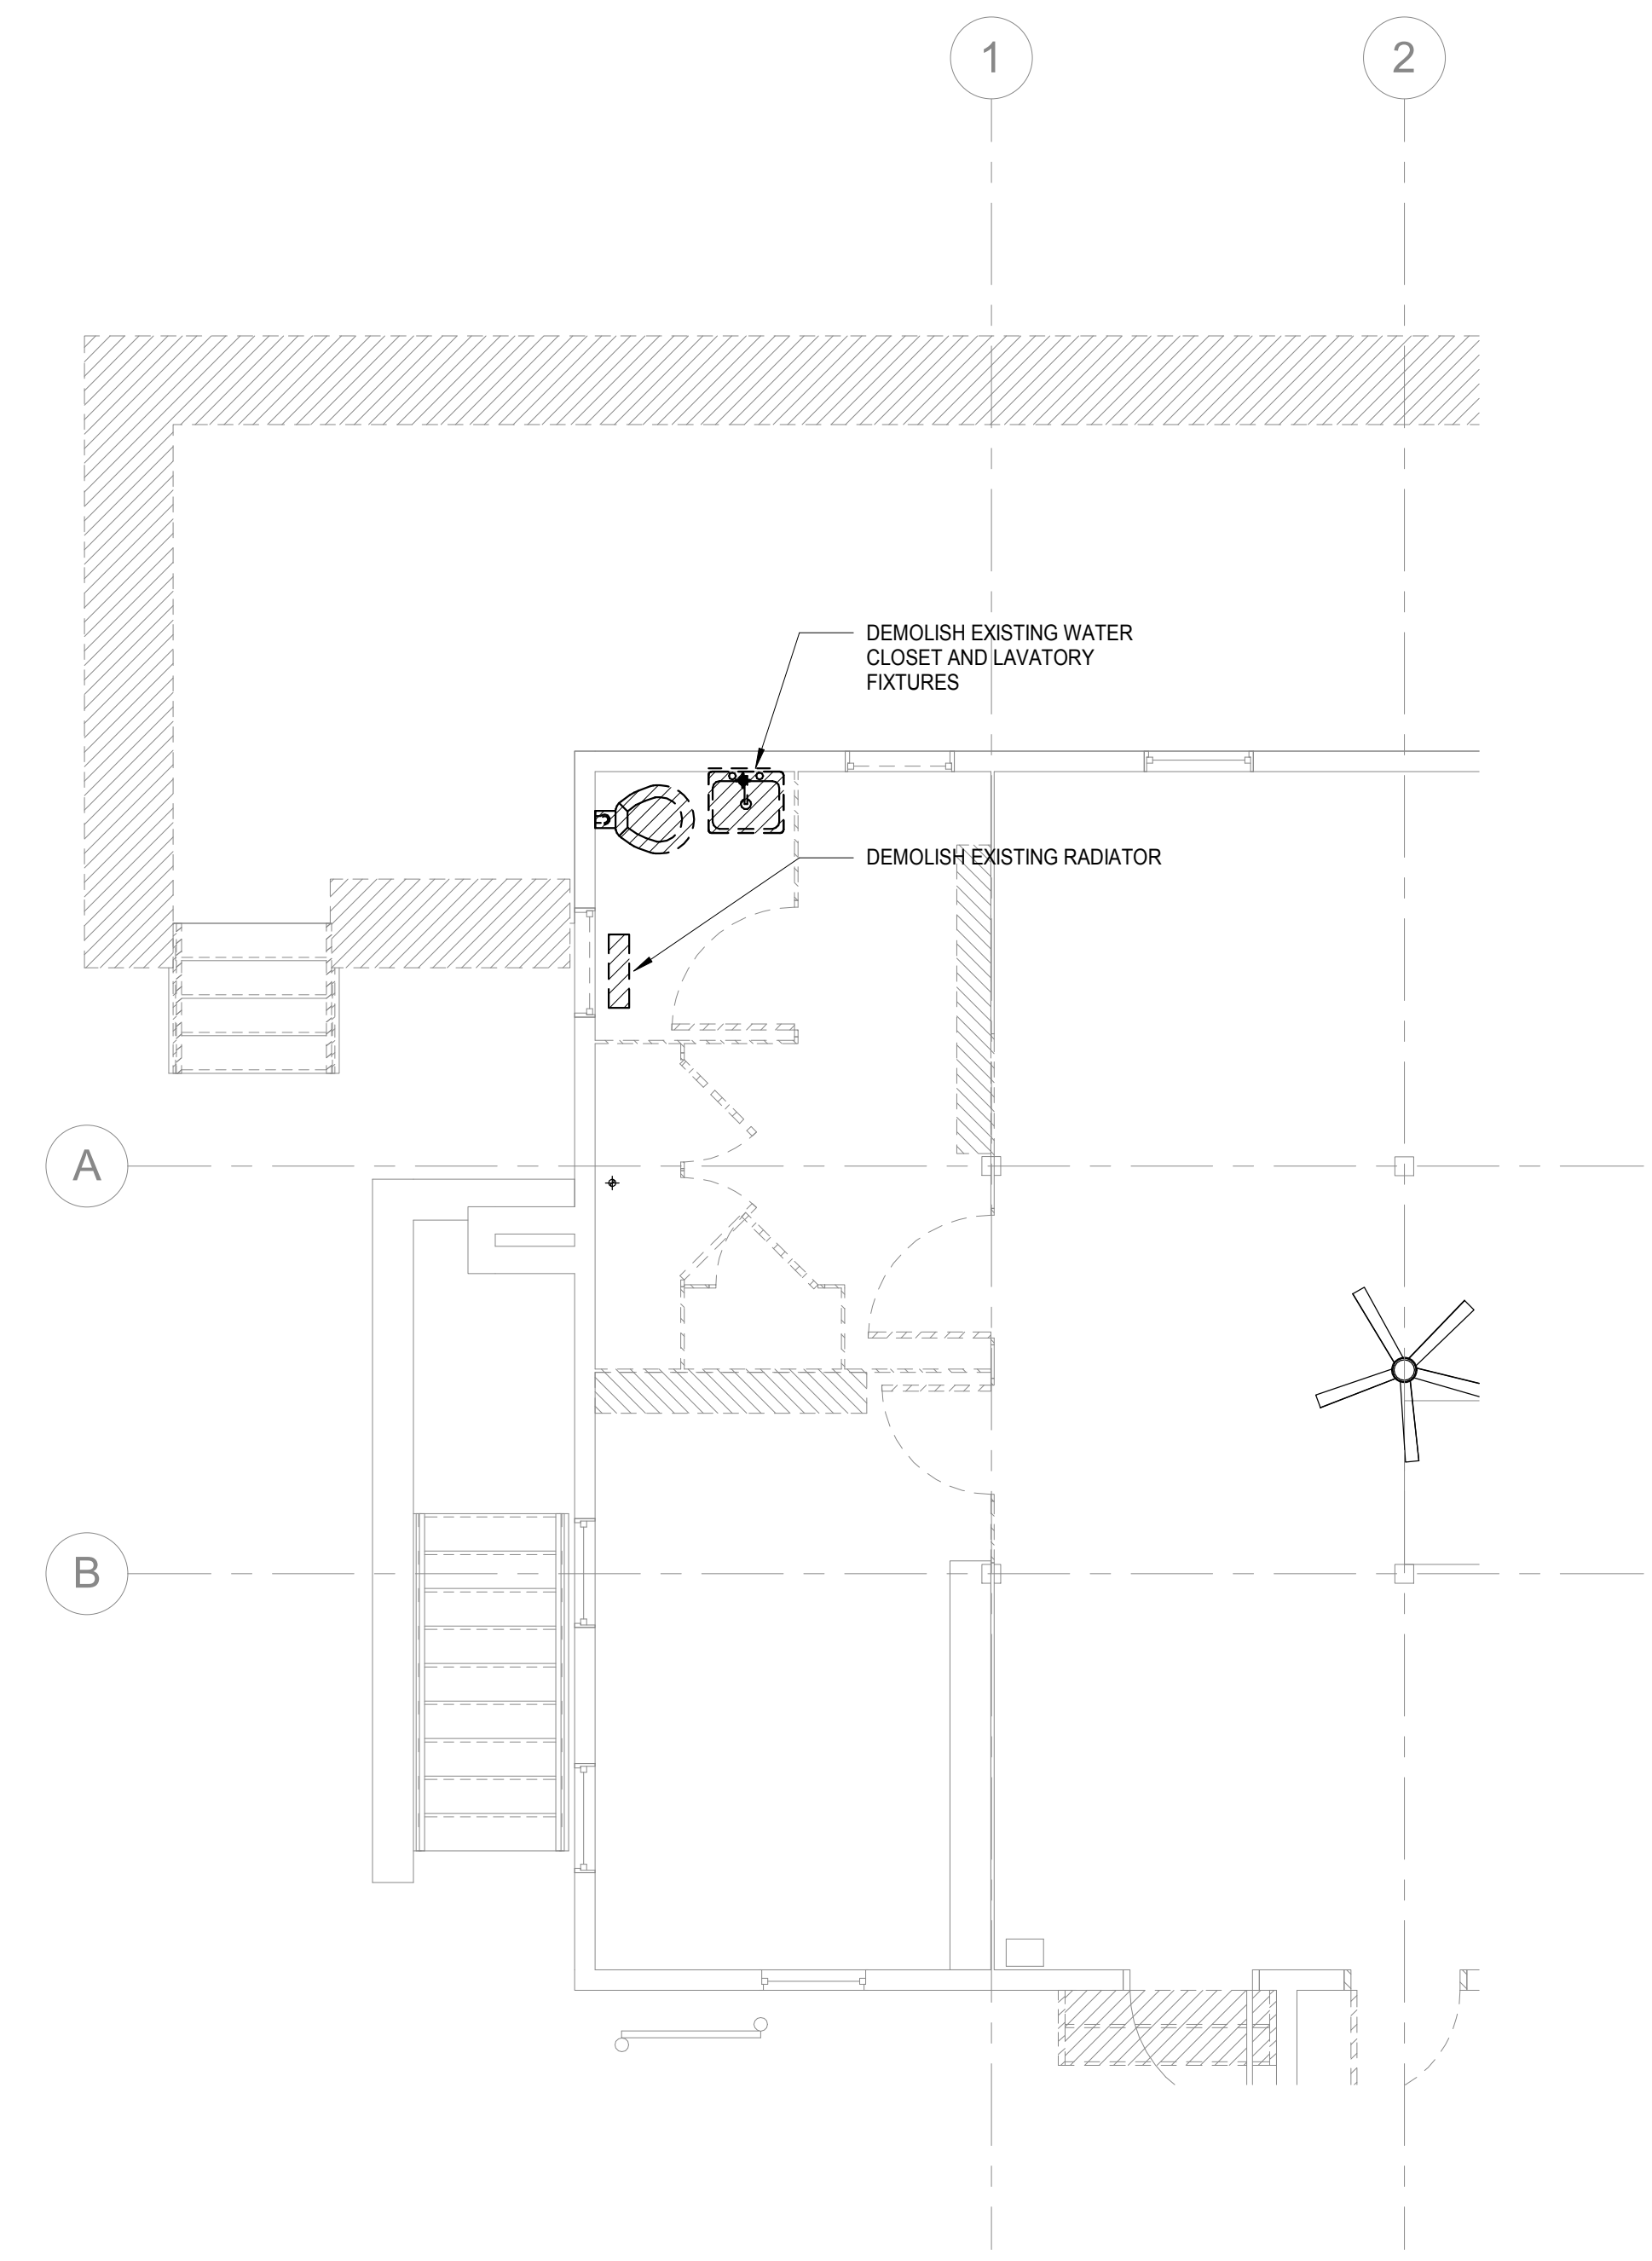 1
2
DEMOLISH EXISTING WATER
CLOSET AND LAVATORY
FIXTURES
DEMOLISH EXISTING RADIATOR
A
B